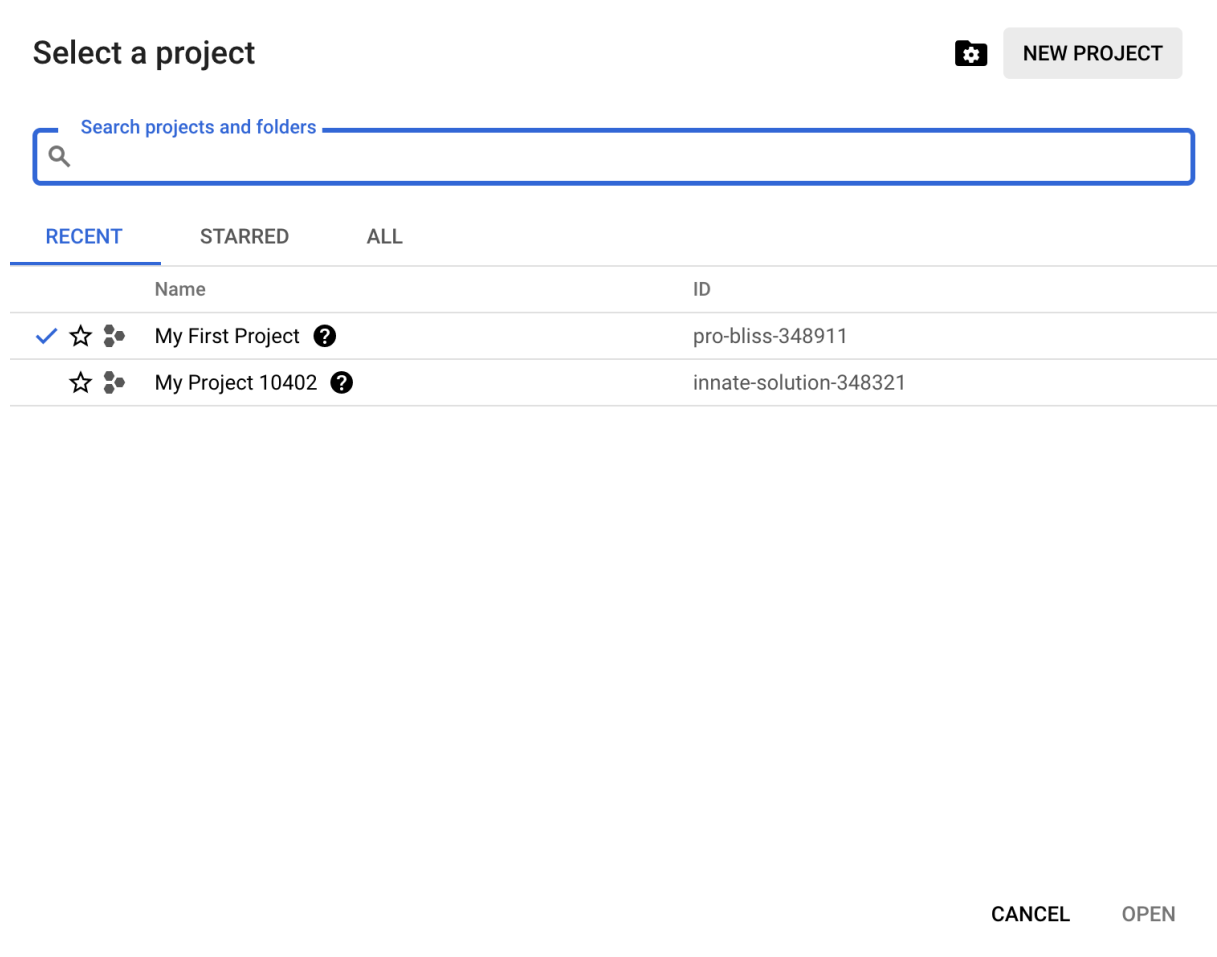 Select a project
NEW PROJECT
Search projects and folders
RECENT STARRED ALL
Name ID
My First Project ? pro-bliss-348911
My Project 10402 ? innate-solution-348321
CANCEL OPEN